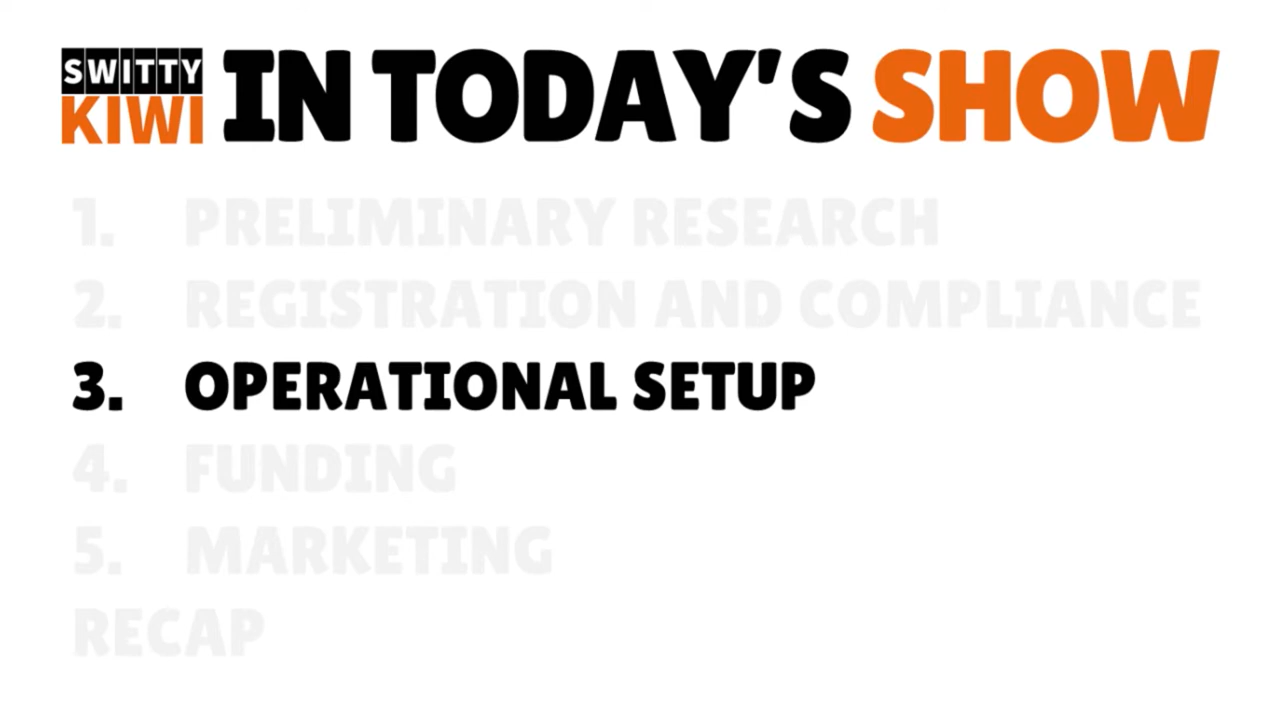 SWITTY
KIWI
IN TODAY'S SHOW
1. PRELIMINARY RESEARCH
2. REGISTRATION AND COMPLIANCE
3. OPERATIONAL SETUP
4. FUNDING
5. MARKETING
RECAP